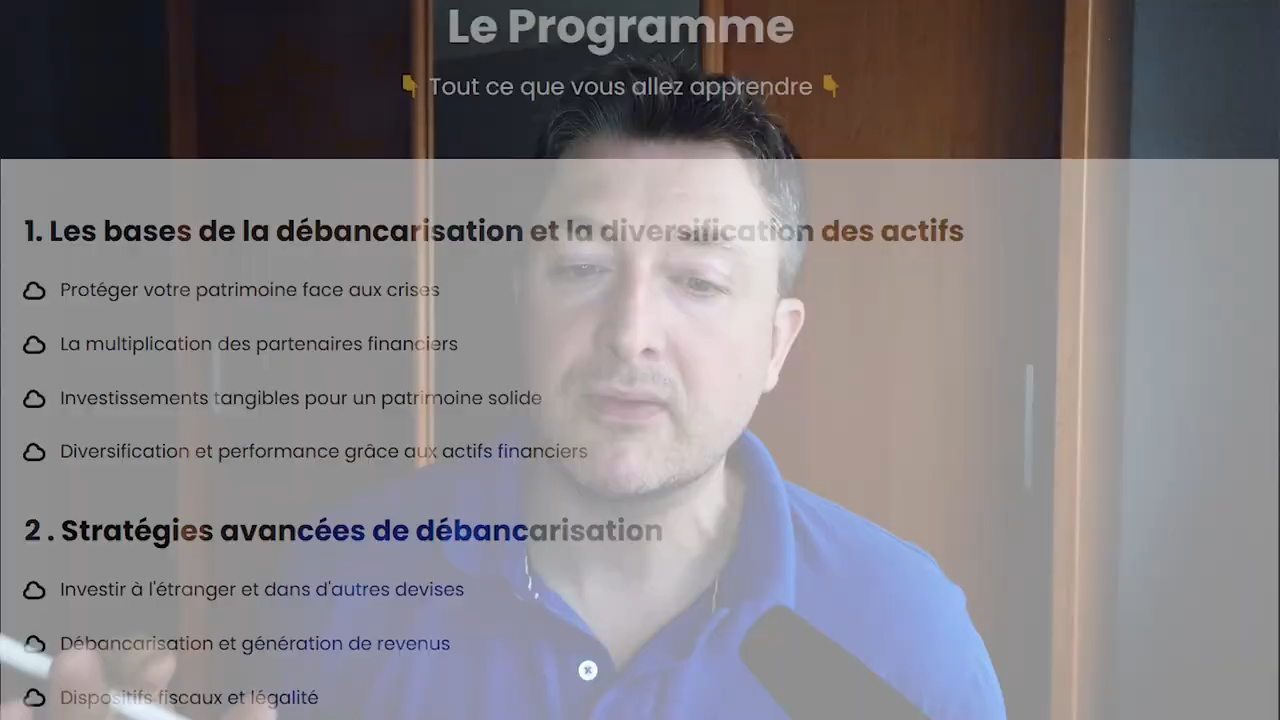 Le Programme
👇 Tout ce que vous allez apprendre 👇
1. Les bases de la débancarisation et la diversification des actifs
Protéger votre patrimoine face aux crises
La multiplication des partenaires financiers
Investissements tangibles pour un patrimoine solide
Diversification et performance grâce aux actifs financiers
2 . Stratégies avancées de débancarisation
Investir à l'étranger et dans d'autres devises
Débancarisation et génération de revenus
Dispositifs fiscaux et légalité